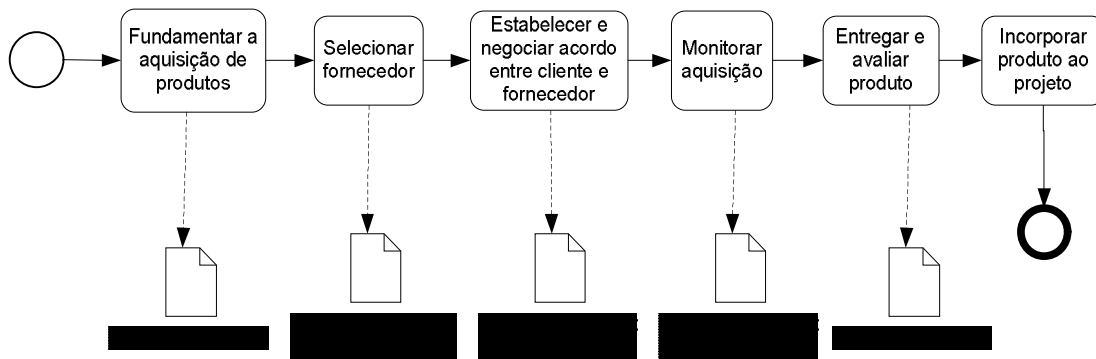 Fundamentar a
aquisição de
produtos
Selecionar
fornecedor
Estabelecer e
negociar acordo
entre cliente e
fornecedor
Monitorar
aquisição
Entregar e
avaliar
produto
Incorporar
produto ao
projeto